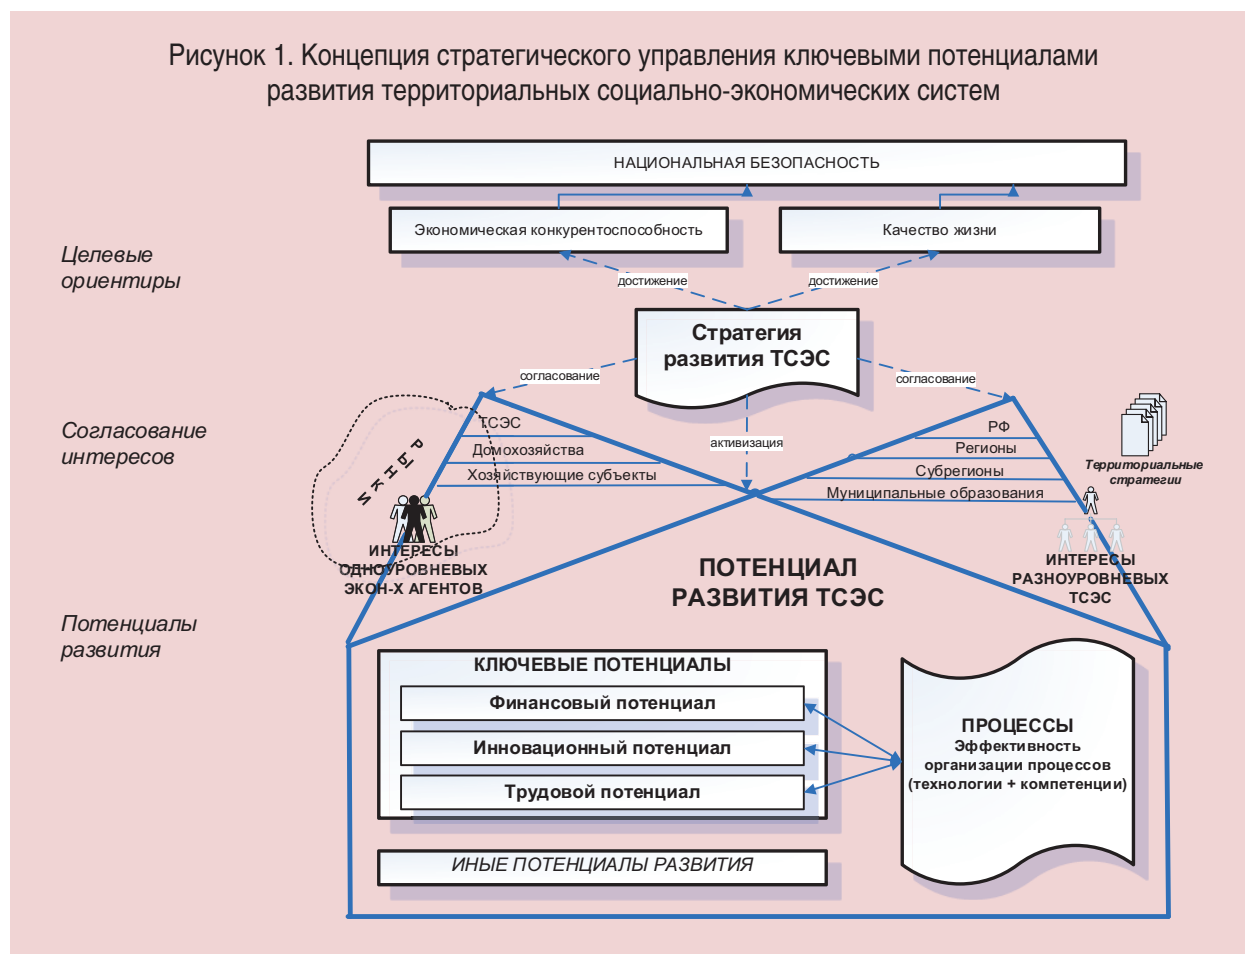 Рисунок 1. Концепция стратегического управления ключевыми потенциалами
развития территориальных социально-экономических систем
НАЦИОНАЛЬНАЯ БЕЗОПАСНОСТЬ
Экономическая конкурентоспособность
Качество жизни
Целевые
ориентиры
достижение
достижение
Стратегия
развития ТСЭС
согласование
согласование
активизация
Согласование
интересов
РЫНКИ
ТСЭС
Домохозяйства
Хозяйствующие субъекты
РФ
Регионы
Субрегионы
Муниципальные образования
Территориальные
стратегии
ИНТЕРЕСЫ
ОДНОУРОВНЕВЫХ
ЭКОН-Х АГЕНТОВ
ИНТЕРЕСЫ
РАЗНОУРОВНЕВЫХ
ТСЭС
ПОТЕНЦИАЛ
РАЗВИТИЯ ТСЭС
Потенциалы
развития
КЛЮЧЕВЫЕ ПОТЕНЦИАЛЫ
Финансовый потенциал
Инновационный потенциал
Трудовой потенциал
ИНЫЕ ПОТЕНЦИАЛЫ РАЗВИТИЯ
ПРОЦЕССЫ
Эффективность
организации процессов
(технологии + компетенции)